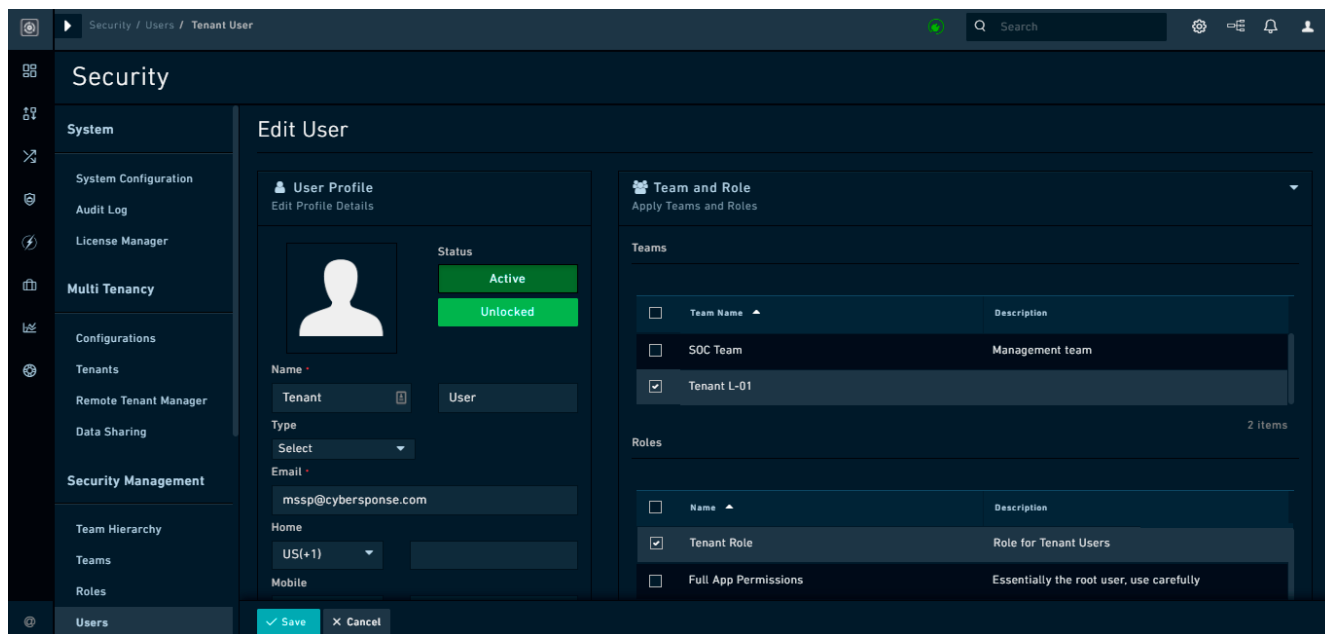 Security / Users / Tenant User
Search
Security
System
System Configuration
Audit Log
License Manager
Multi Tenancy
Configurations
Tenants
Remote Tenant Manager
Data Sharing
Security Management
Team Hierarchy
Teams
Roles
Users
@
Edit User
User Profile
Edit Profile Details
Status
Active
Unlocked
Name •
Tenant User
Type
Select
Email •
mssp@cybersponse.com
Home
US(+1)
Mobile
Team and Role
Apply Teams and Roles
Teams
Team Name Description
SOC Team Management team
Tenant L-01
2 items
Roles
Name Description
Tenant Role Role for Tenant Users
Full App Permissions Essentially the root user, use carefully
Save Cancel